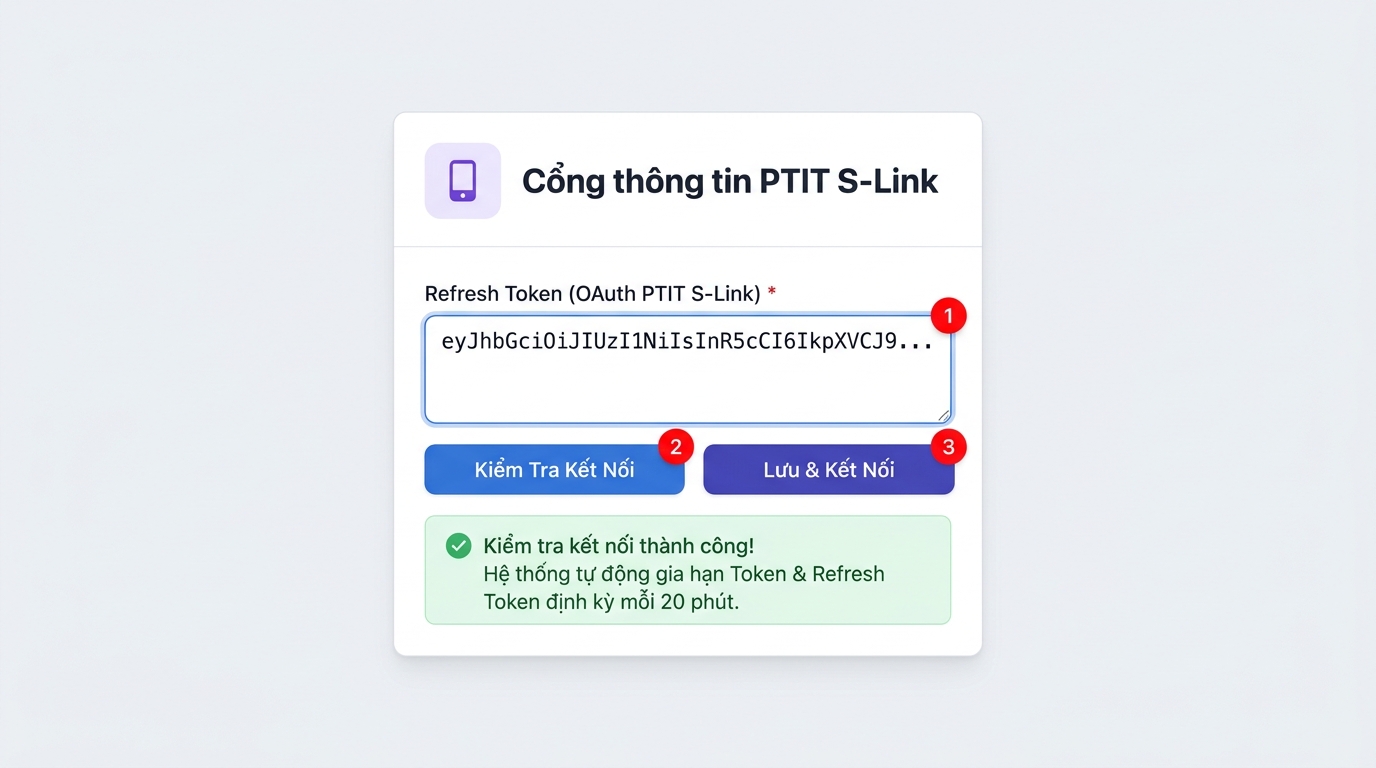 Cổng thông tin PTIT S-Link
Refresh Token (OAuth PTIT S-Link) *
1
eyJhbGciOiJIUzI1NiIsInR5cCI6IkpXVCJ9...
2
3
Kiểm Tra Kết Nối
Lưu & Kết Nối
Kiểm tra kết nối thành công!
Hệ thống tự động gia hạn Token & Refresh
Token định kỳ mỗi 20 phút.